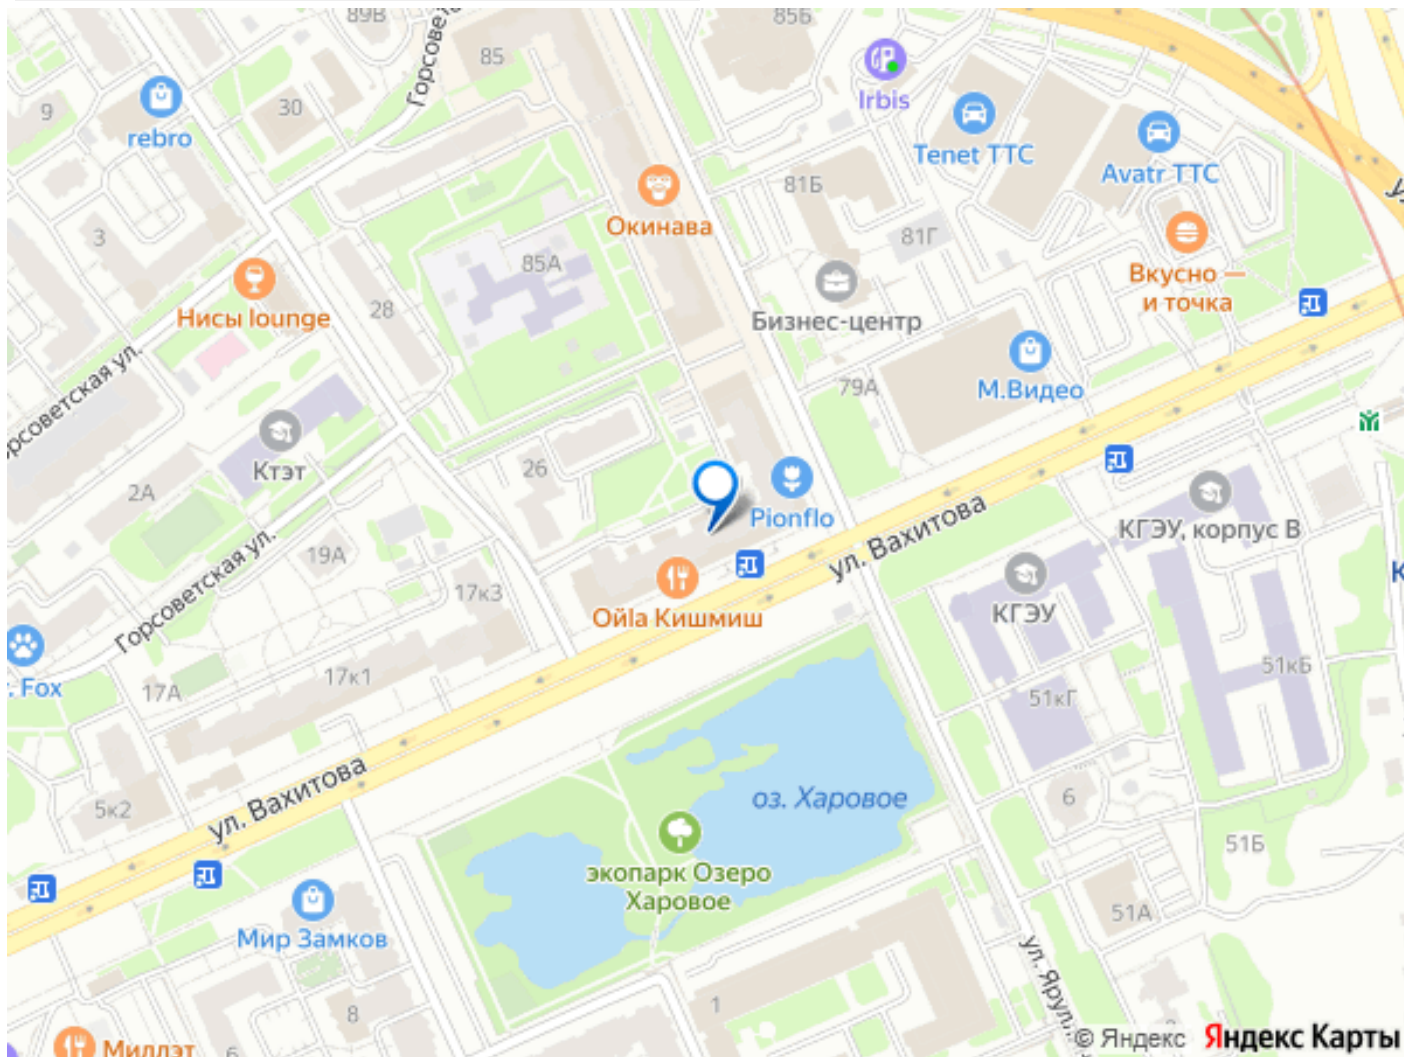 89В
85Б
Горсовето
85
Irbis
9
30
rebro
Tenet ТТС
Avatr ТТС
81Б
Окинава
3
81Г
85А
Вкусно —
и точка
Нисы lounge
28
Бизнес-центр
М.Видео
79А
орсоветская ул.
Ктэт
26
2А
Pionflo
ул. Вахитова
КГЭУ, корпус В
19А
Горсоветская ул.
17к3
Ойlа Кишмиш
КГЭУ
К
. Fox
17А
17к1
51кГ
51кБ
ул. Вахитова
5к2
оз. Харовое
6
51Б
экопарк Озеро
Харовое
51А
Мир Замков
ул. Ярул
1
8
6
Миллэт
© Яндекс Яндекс Карты